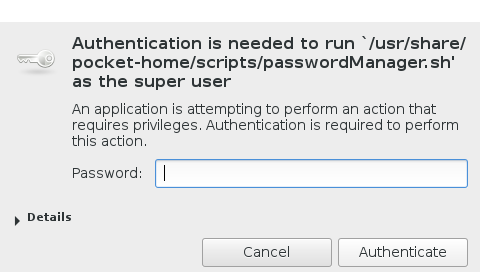 Authentication is needed to run `/usr/share/
pocket-home/scripts/passwordManager.sh'
as the super user
An application is attempting to perform an action that
requires privileges. Authentication is required to perform
this action.
Password:
Details
Cancel
Authenticate